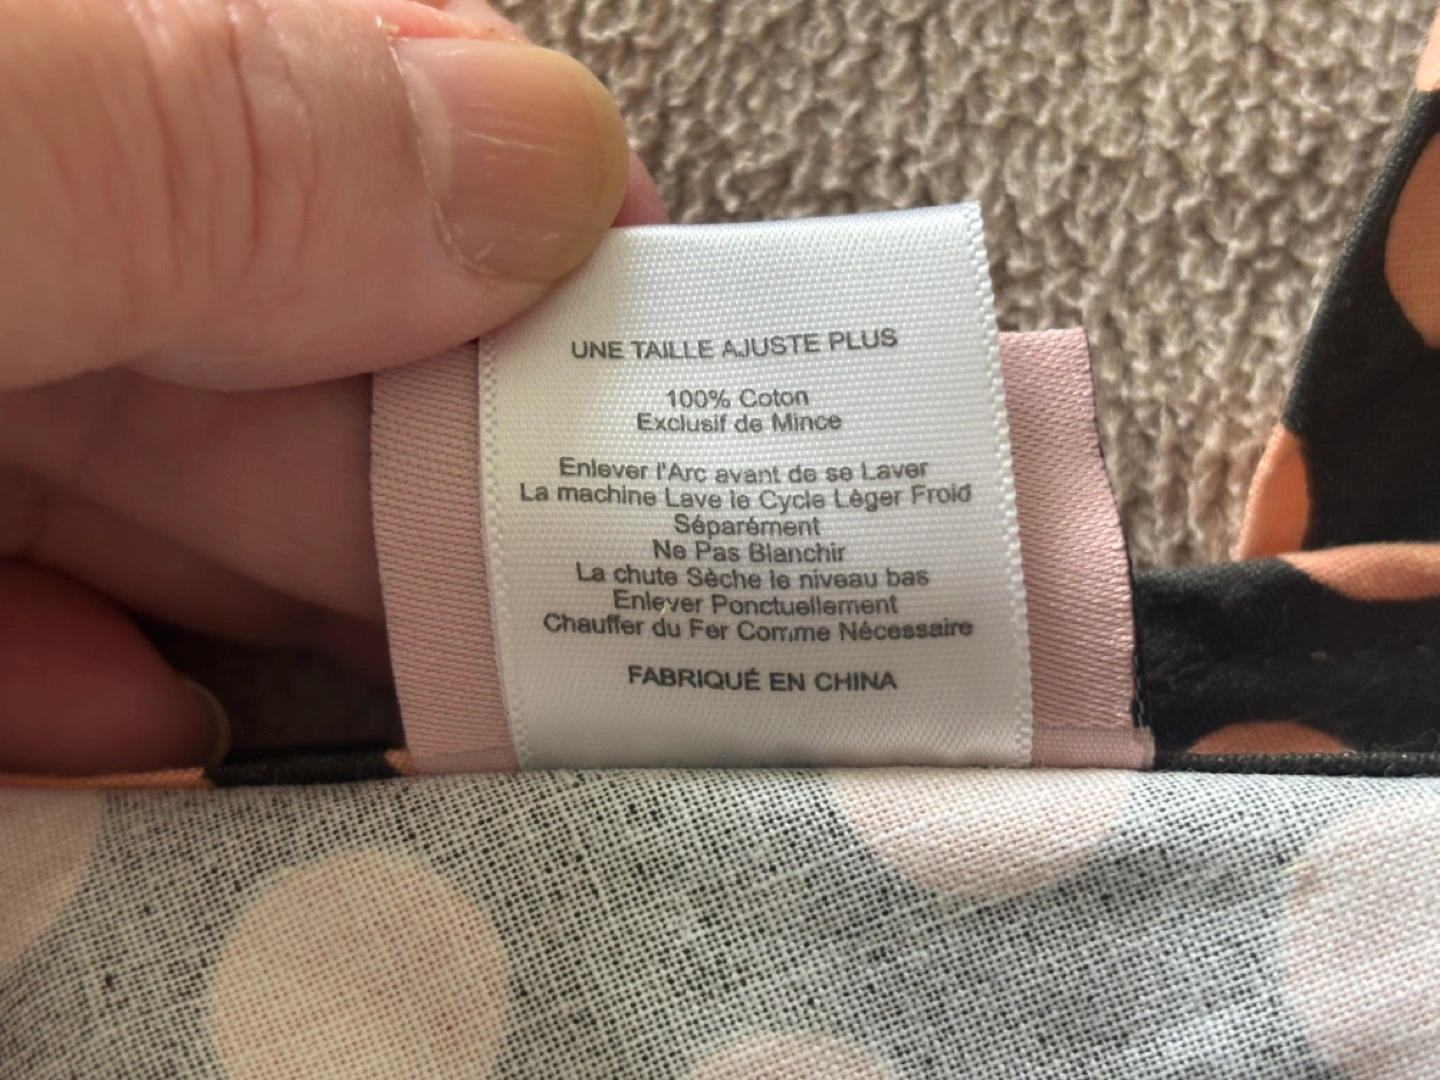 UNE TAILLE AJUSTE PLUS
100% Coton
Exclusif de Mince
Enlever l'Arc avant de se Laver
La machine Lave le Cycle Lèger Froid
Séparément
Ne Pas Blanchir
La chute Sèche le niveau bas
Enlever Ponctuellement
Chauffer du Fer Comme Nécessaire
FABRIQUÉ EN CHINA